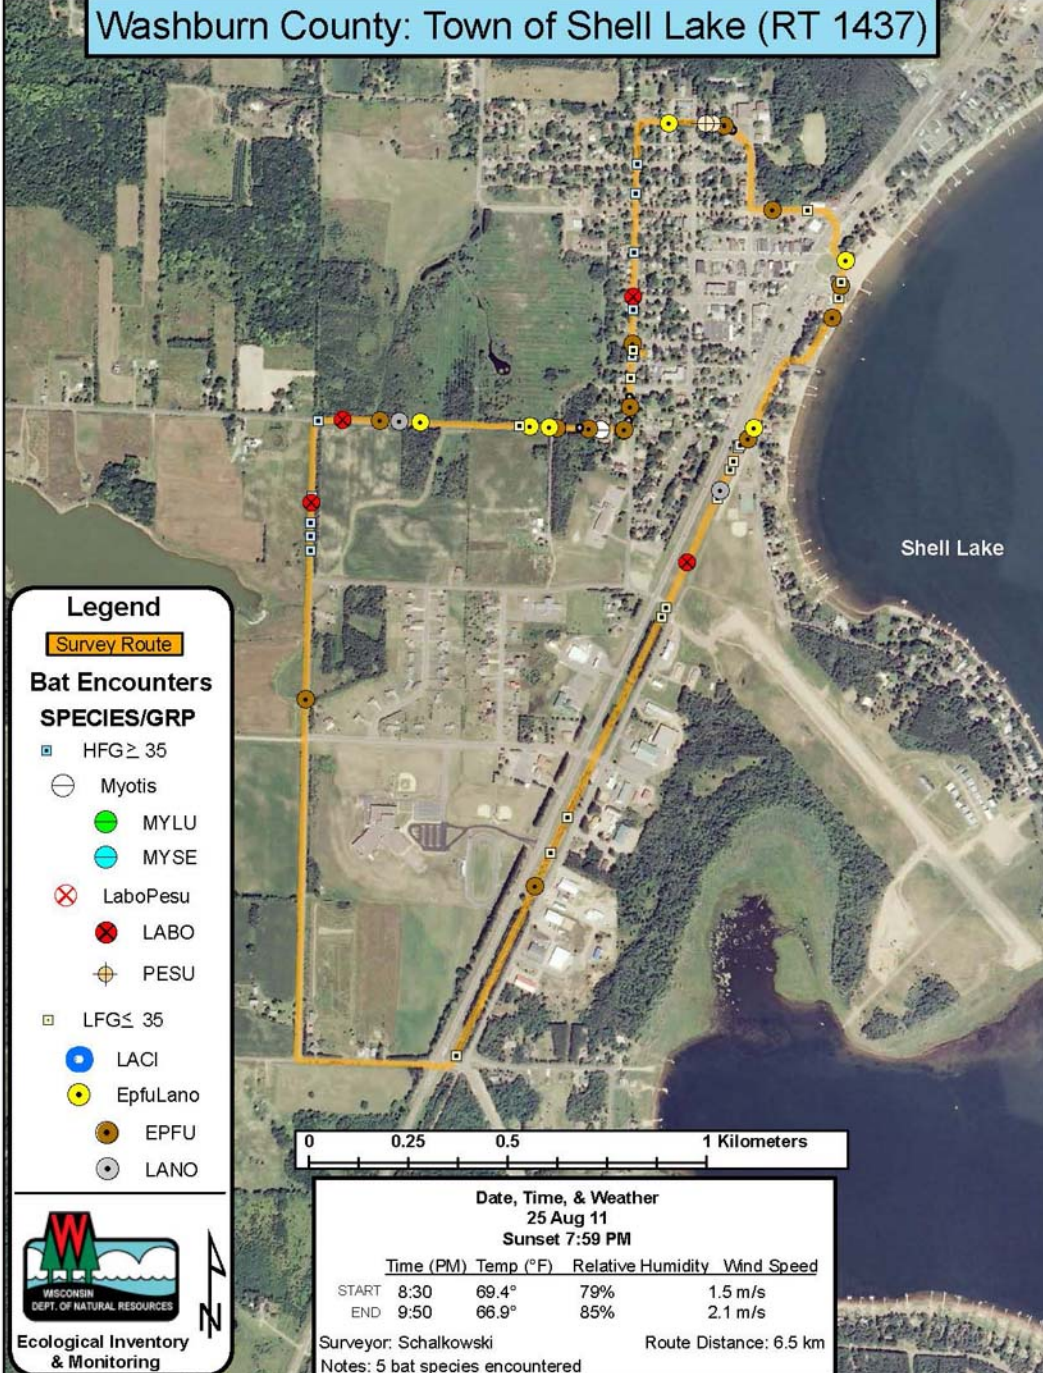 Washburn County: Town of Shell Lake (RT 1437)
Shell Lake
Legend
Survey Route
Bat Encounters
SPECIES/GRP
HFG ≥ 35
Myotis
MYLU
MYSE
LaboPesu
LABO
PESU
LFG ≤ 35
LACI
EpfuLano
EPFU
LANO
W
WISCONSIN
DEPT. OF NATURAL RESOURCES
N
Ecological Inventory
& Monitoring
0 0.25 0.5 1 Kilometers
Date, Time, & Weather
25 Aug 11
Sunset 7:59 PM
Time (PM) Temp (°F) Relative Humidity Wind Speed
START 8:30 69.4° 79% 1.5 m/s
END 9:50 66.9° 85% 2.1 m/s
Surveyor: Schalkowski Route Distance: 6.5 km
Notes: 5 bat species encountered